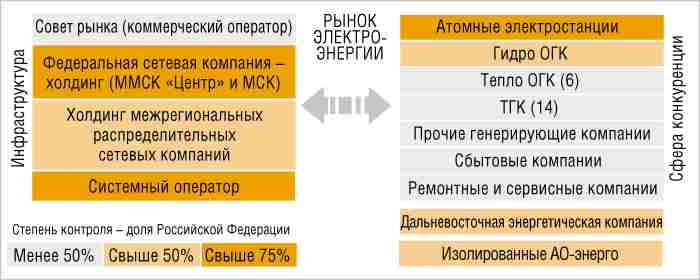 Инфраструктура
Совет рынка (коммерческий оператор)
Федеральная сетевая компания –
холдинг (ММСК «Центр» и МСК)
Холдинг межрегиональных
распределительных
сетевых компаний
Системный оператор
Степень контроля – доля Российской Федерации
Менее 50%
Свыше 50%
Свыше 75%
РЫНОК
ЭЛЕКТРО-
ЭНЕРГИИ
Атомные электростанции
Гидро ОГК
Тепло ОГК (6)
ТГК (14)
Прочие генерирующие компании
Сбытовые компании
Ремонтные и сервисные компании
Дальневосточная энергетическая компания
Изолированные АО-энерго
Сфера конкуренции